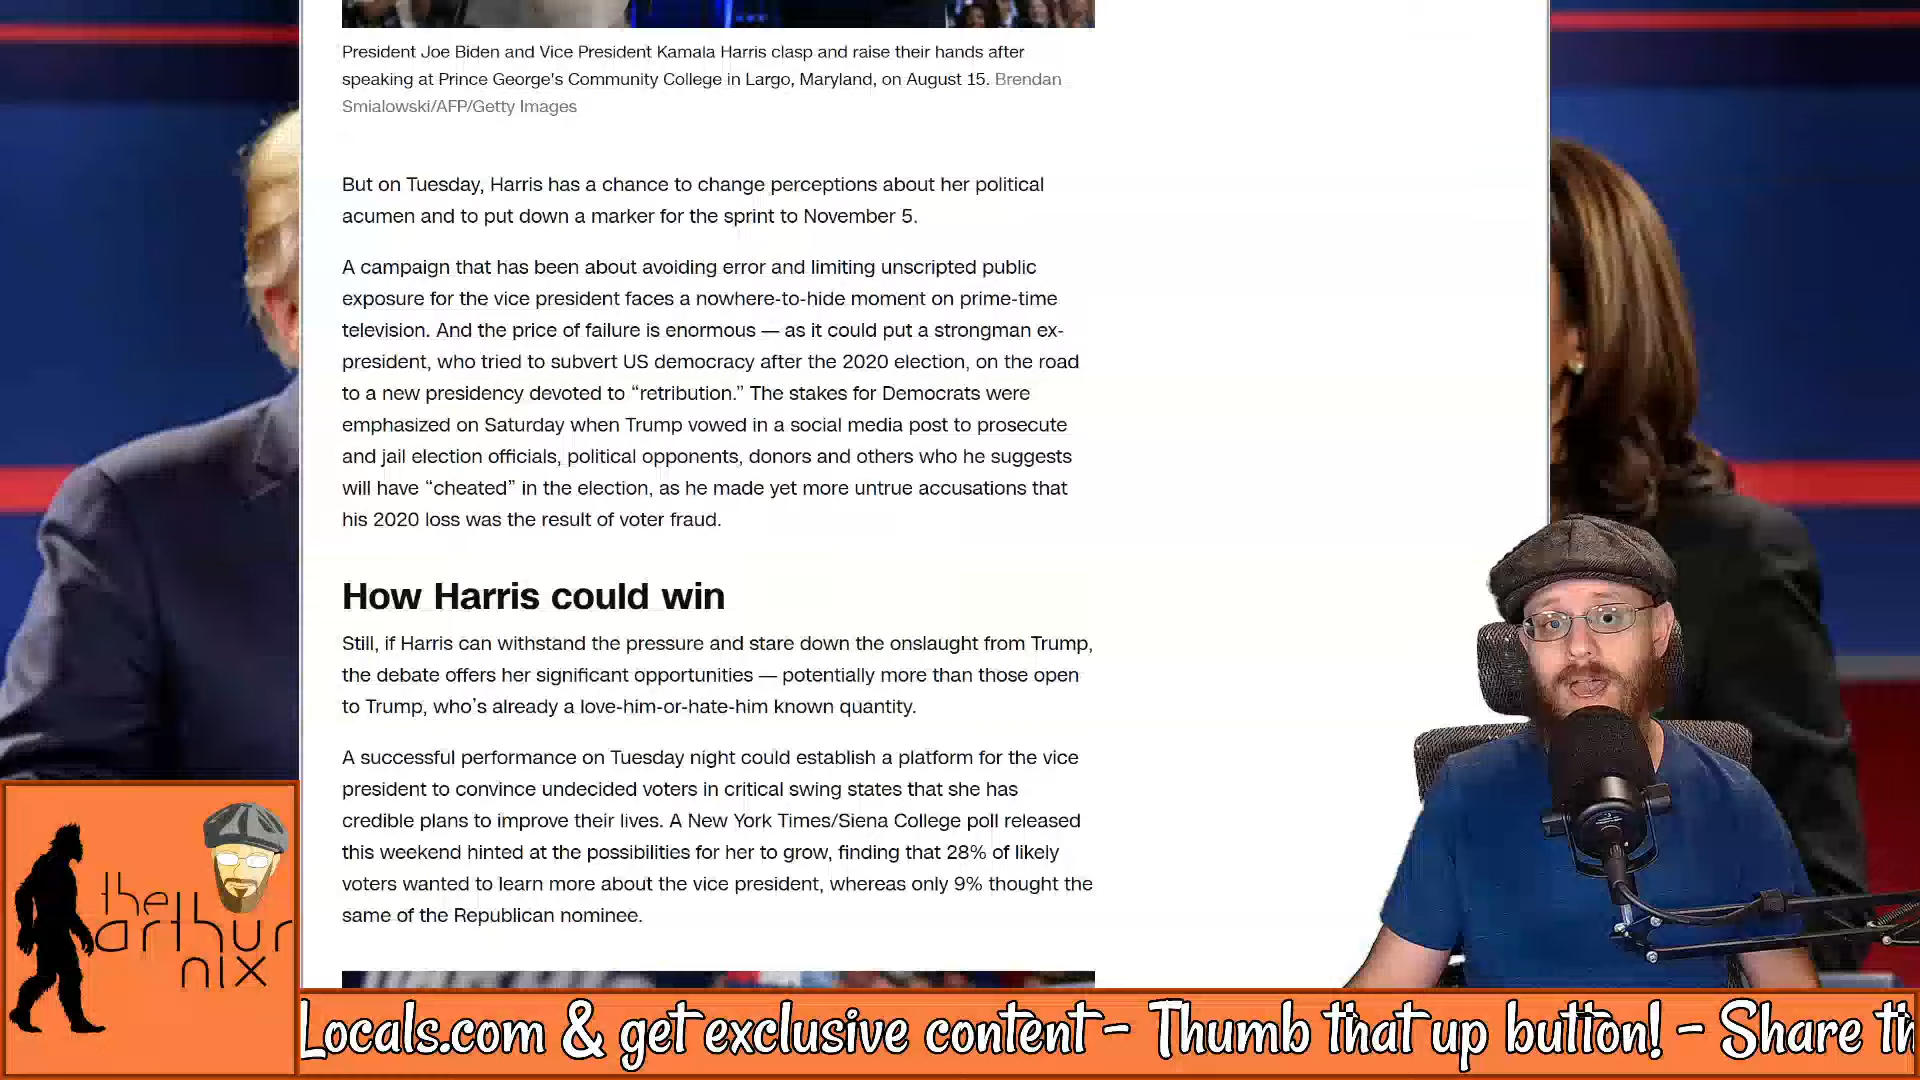 President Joe Biden and Vice President Kamala Harris clasp and raise their hands after
speaking at Prince George's Community College in Largo, Maryland, on August 15. Brendan
Smialowski/AFP/Getty Images
But on Tuesday, Harris has a chance to change perceptions about her political
acumen and to put down a marker for the sprint to November 5.
A campaign that has been about avoiding error and limiting unscripted public
exposure for the vice president faces a nowhere-to-hide moment on prime-time
television. And the price of failure is enormous — as it could put a strongman ex-
president, who tried to subvert US democracy after the 2020 election, on the road
to a new presidency devoted to “retribution.” The stakes for Democrats were
emphasized on Saturday when Trump vowed in a social media post to prosecute
and jail election officials, political opponents, donors and others who he suggests
will have “cheated” in the election, as he made yet more untrue accusations that
his 2020 loss was the result of voter fraud.
How Harris could win
Still, if Harris can withstand the pressure and stare down the onslaught from Trump,
the debate offers her significant opportunities — potentially more than those open
to Trump, who’s already a love-him-or-hate-him known quantity.
A successful performance on Tuesday night could establish a platform for the vice
president to convince undecided voters in critical swing states that she has
credible plans to improve their lives. A New York Times/Siena College poll released
this weekend hinted at the possibilities for her to grow, finding that 28% of likely
voters wanted to learn more about the vice president, whereas only 9% thought the
same of the Republican nominee.
the
arthur
nix
Locals.com & get exclusive content - Thumb that up button! - Share